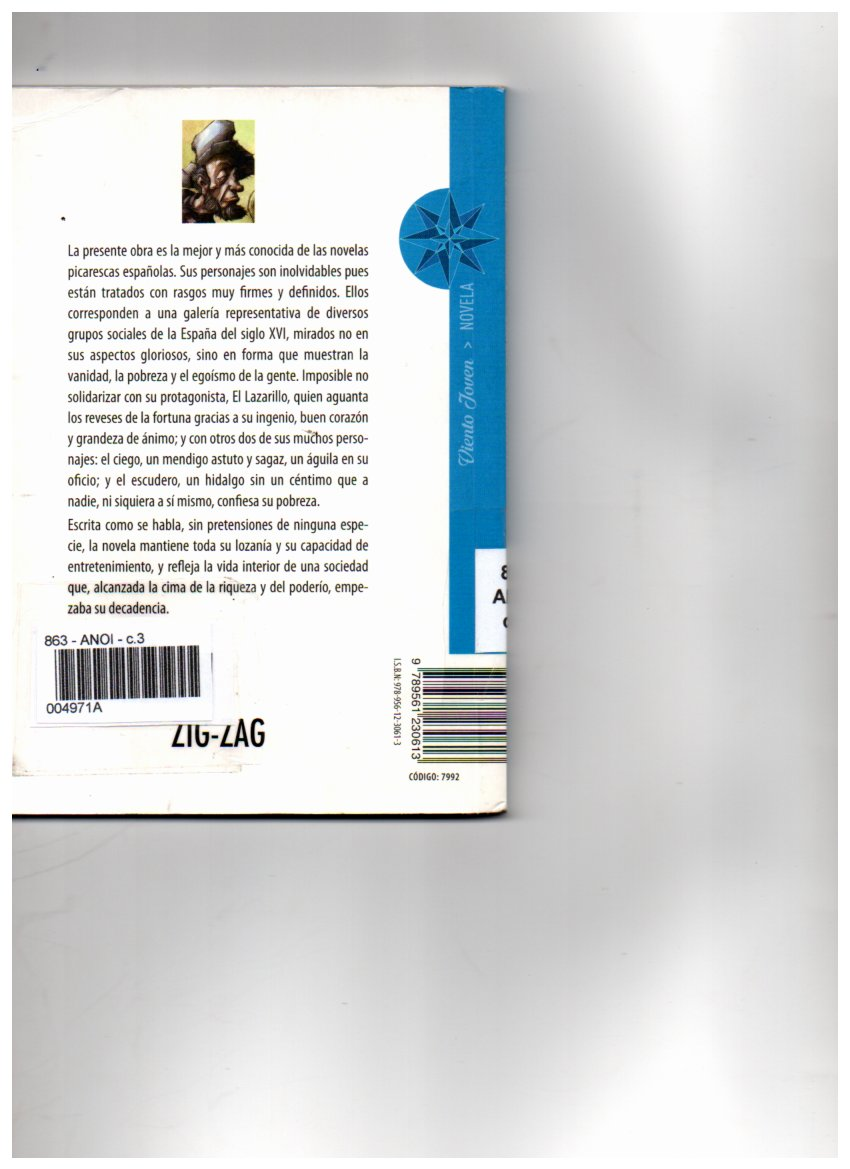 La presente obra es la mejor y más conocida de las novelas
picarescas españolas. Sus personajes son inolvidables pues
están tratados con rasgos muy firmes y definidos. Ellos
corresponden a una galería representativa de diversos
grupos sociales de la España del siglo XVI, mirados no en
sus aspectos gloriosos, sino en forma que muestran la
vanidad, la pobreza y el egoísmo de la gente. Imposible no
solidarizar con su protagonista, El Lazarillo, quien aguanta
los reveses de la fortuna gracias a su ingenio, buen corazón
y grandeza de ánimo; y con otros dos de sus muchos perso-
najes: el ciego, un mendigo astuto y sagaz, un águila en su
oficio; y el escudero, un hidalgo sin un céntimo que a
nadie, ni siquiera a sí mismo, confiesa su pobreza.
Escrita como se habla, sin pretensiones de ninguna espe-
cie, la novela mantiene toda su lozanía y su capacidad de
entretenimiento, y refleja la vida interior de una sociedad
que, alcanzada la cima de la riqueza y del poderío, empe-
zaba su decadencia.
863 - ANOI - c.3
004971A
ZIG-ZAG
Viento Joven > NOVELA
8
A
c
I.S.B.N: 978-956-12-3061-3
9 789561 230613
CÓDIGO: 7992